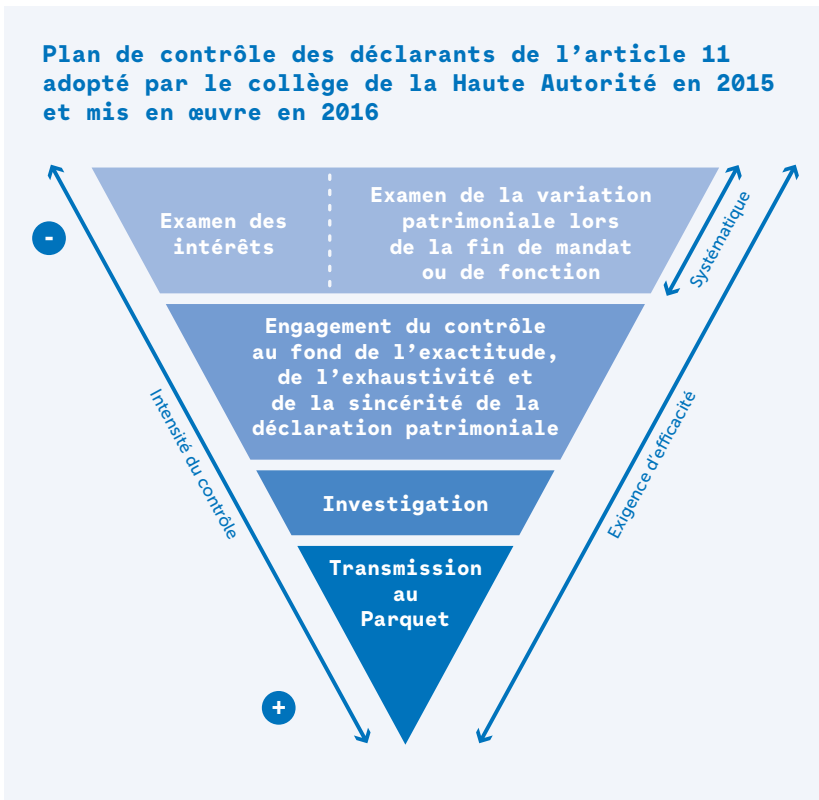 Plan de contrôle des déclarants de l’article 11
adopté par le collège de la Haute Autorité en 2015
et mis en œuvre en 2016
-
Examen des
intérêts
Examen de la variation
patrimoniale lors
de la fin de mandat
ou de fonction
Systématique
Engagement du contrôle
au fond de l’exactitude,
de l’exhaustivité et
de la sincérité de la
déclaration patrimoniale
Intensité du contrôle
Exigence d’efficacité
Investigation
Transmission
au
Parquet
+